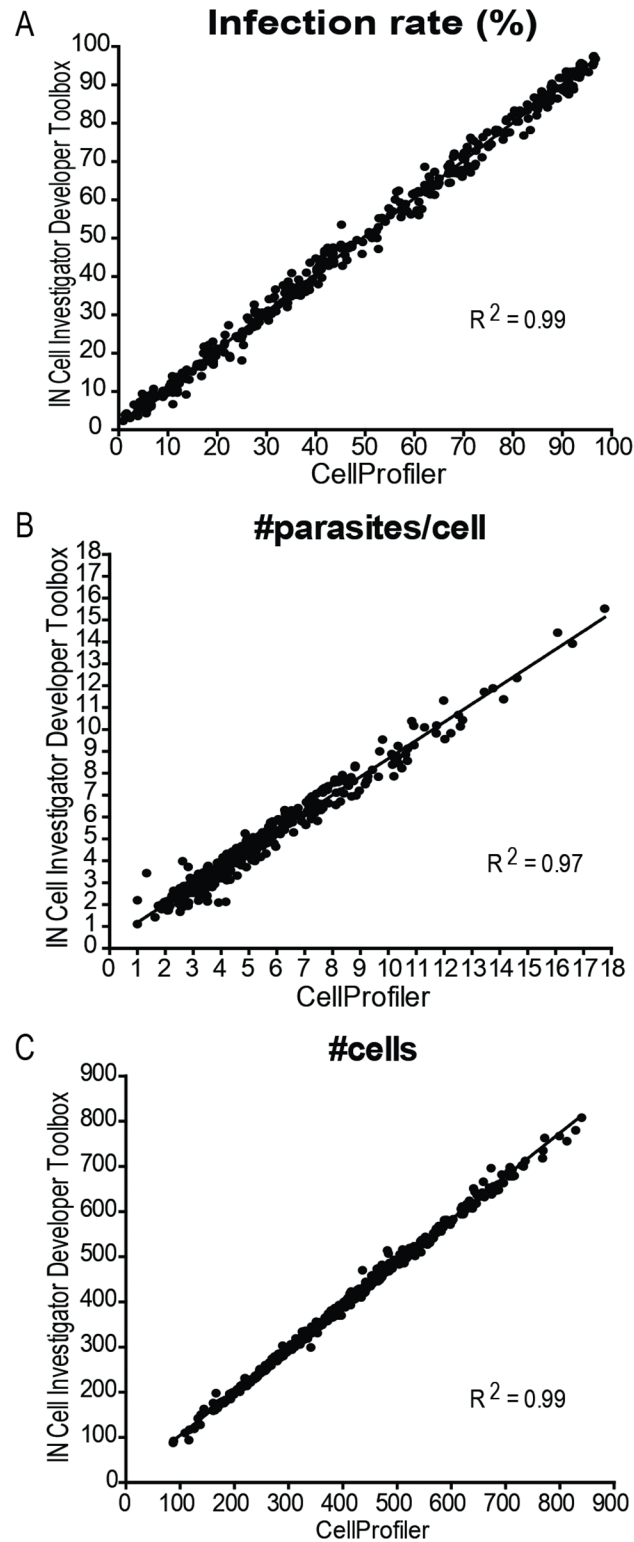 A
Infection rate (%)
IN Cell Investigator Developer Toolbox
100
90
80
70
60
50
40
30
20
10
0
R² = 0.99
0 10 20 30 40 50 60 70 80 90 100
CellProfiler
B
#parasites/cell
IN Cell Investigator Developer Toolbox
18
17
16
15
14
13
12
11
10
9
8
7
6
5
4
3
2
1
0
R² = 0.97
0 1 2 3 4 5 6 7 8 9 10 11 12 13 14 15 16 17 18
CellProfiler
C
#cells
IN Cell Investigator Developer Toolbox
900
800
700
600
500
400
300
200
100
0
R² = 0.99
0 100 200 300 400 500 600 700 800 900
CellProfiler